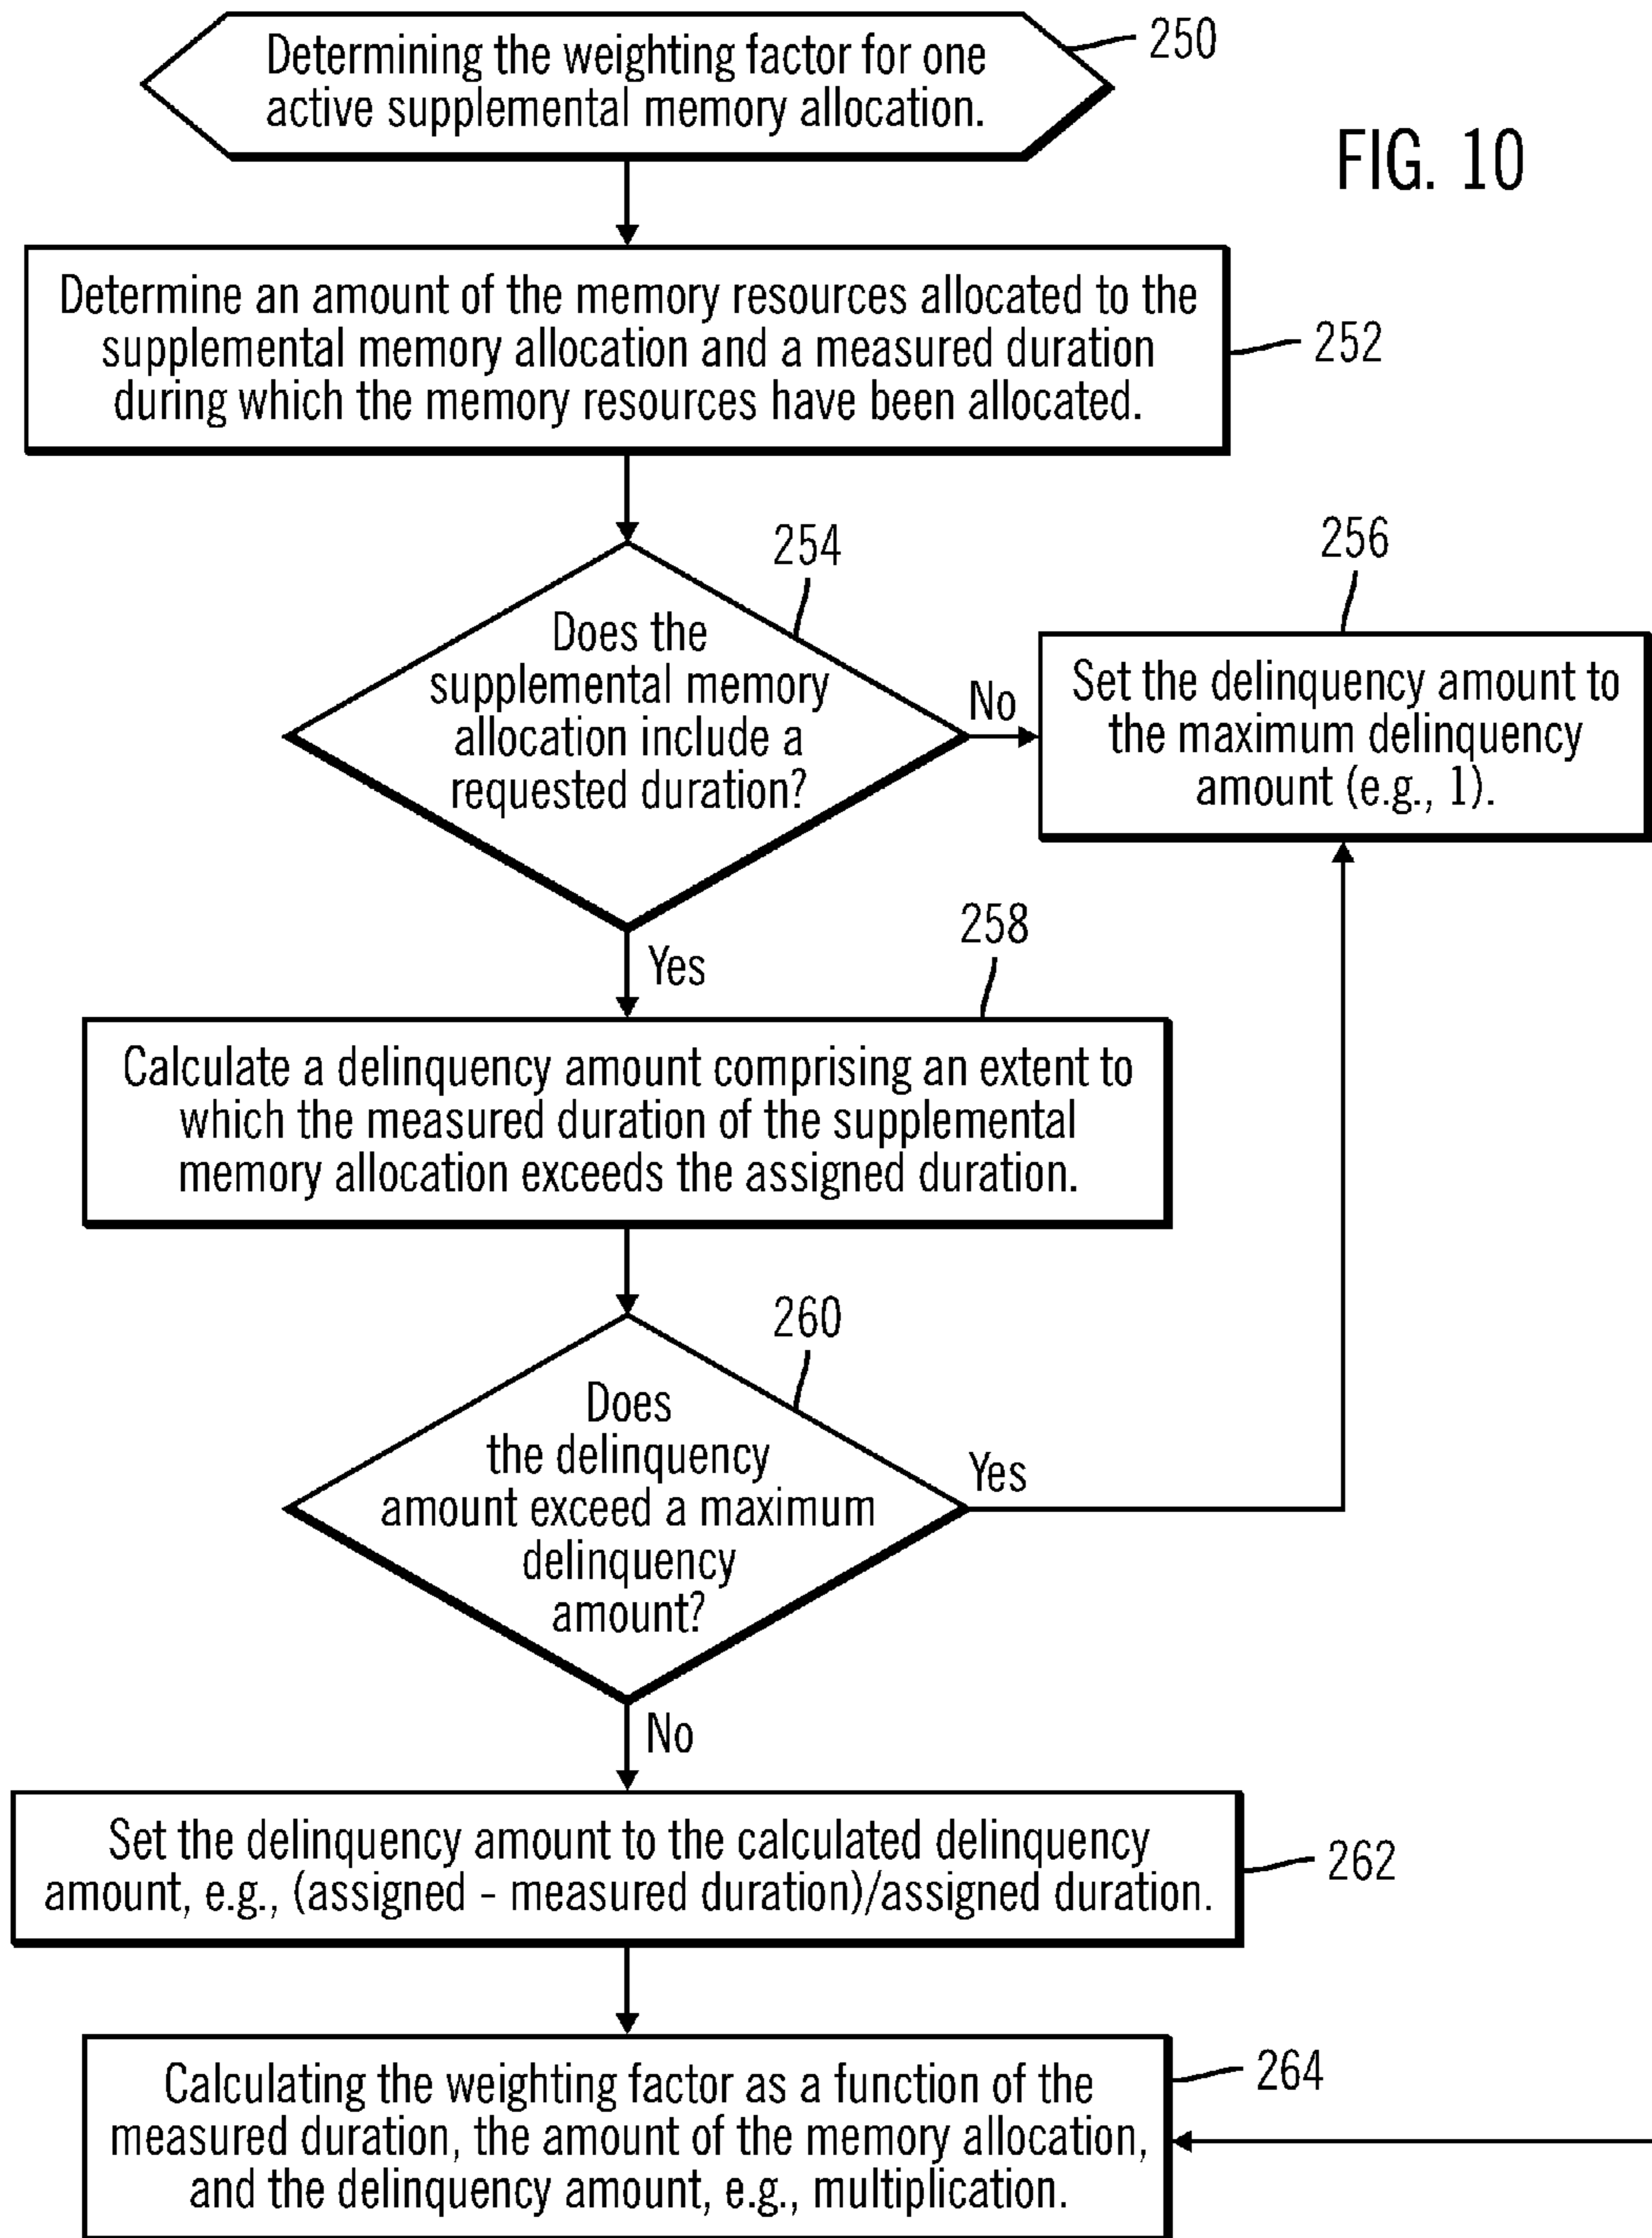 Determining the weighting factor for one
active supplemental memory allocation.
250
FIG. 10
Determine an amount of the memory resources allocated to the
supplemental memory allocation and a measured duration
during which the memory resources have been allocated.
252
254
Does the
supplemental memory
allocation include a
requested duration?
No
256
Set the delinquency amount to
the maximum delinquency
amount (e.g., 1).
Yes
258
Calculate a delinquency amount comprising an extent to
which the measured duration of the supplemental
memory allocation exceeds the assigned duration.
260
Does
the delinquency
amount exceed a maximum
delinquency
amount?
Yes
No
Set the delinquency amount to the calculated delinquency
amount, e.g., (assigned - measured duration)/assigned duration.
262
Calculating the weighting factor as a function of the
measured duration, the amount of the memory allocation,
and the delinquency amount, e.g., multiplication.
264